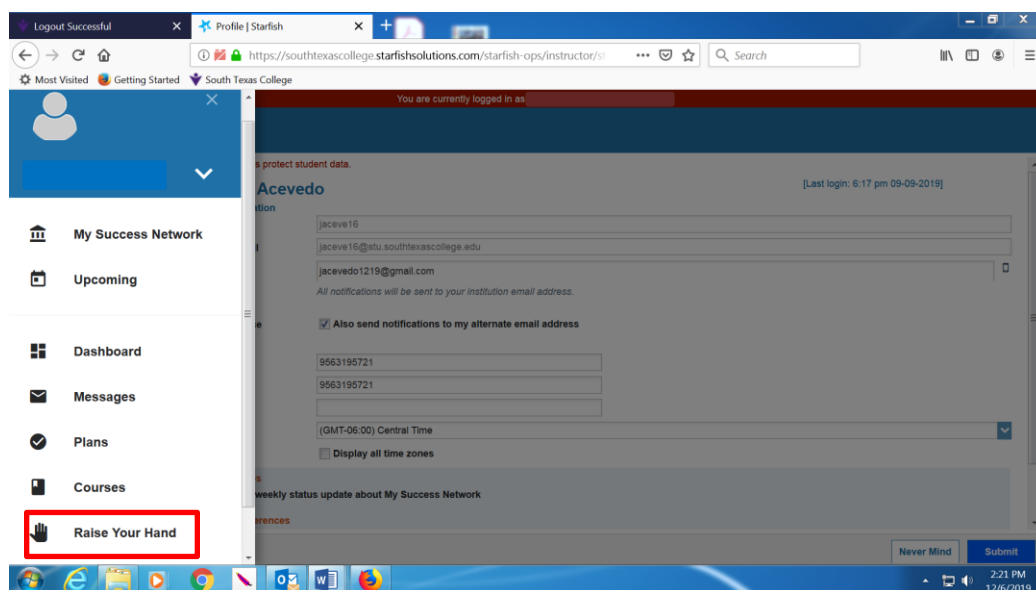 Logout Successful
Profile | Starfish
https://southtexascollege.starfishsolutions.com/starfish-ops/instructor/
Search
Most Visited
Getting Started
South Texas College
You are currently logged in as
s protect student data.
Acevedo
[Last login: 6:17 pm 09-09-2019]
jaceve16
jaceve16@stu.southtexascollege.edu
jacevedo1219@gmail.com
All notifications will be sent to your institution email address.
Also send notifications to my alternate email address
9563195721
9563195721
(GMT-06:00) Central Time
Display all time zones
weekly status update about My Success Network
My Success Network
Upcoming
Dashboard
Messages
Plans
Courses
Raise Your Hand
Never Mind
Submit
2:21 PM
12/6/2019